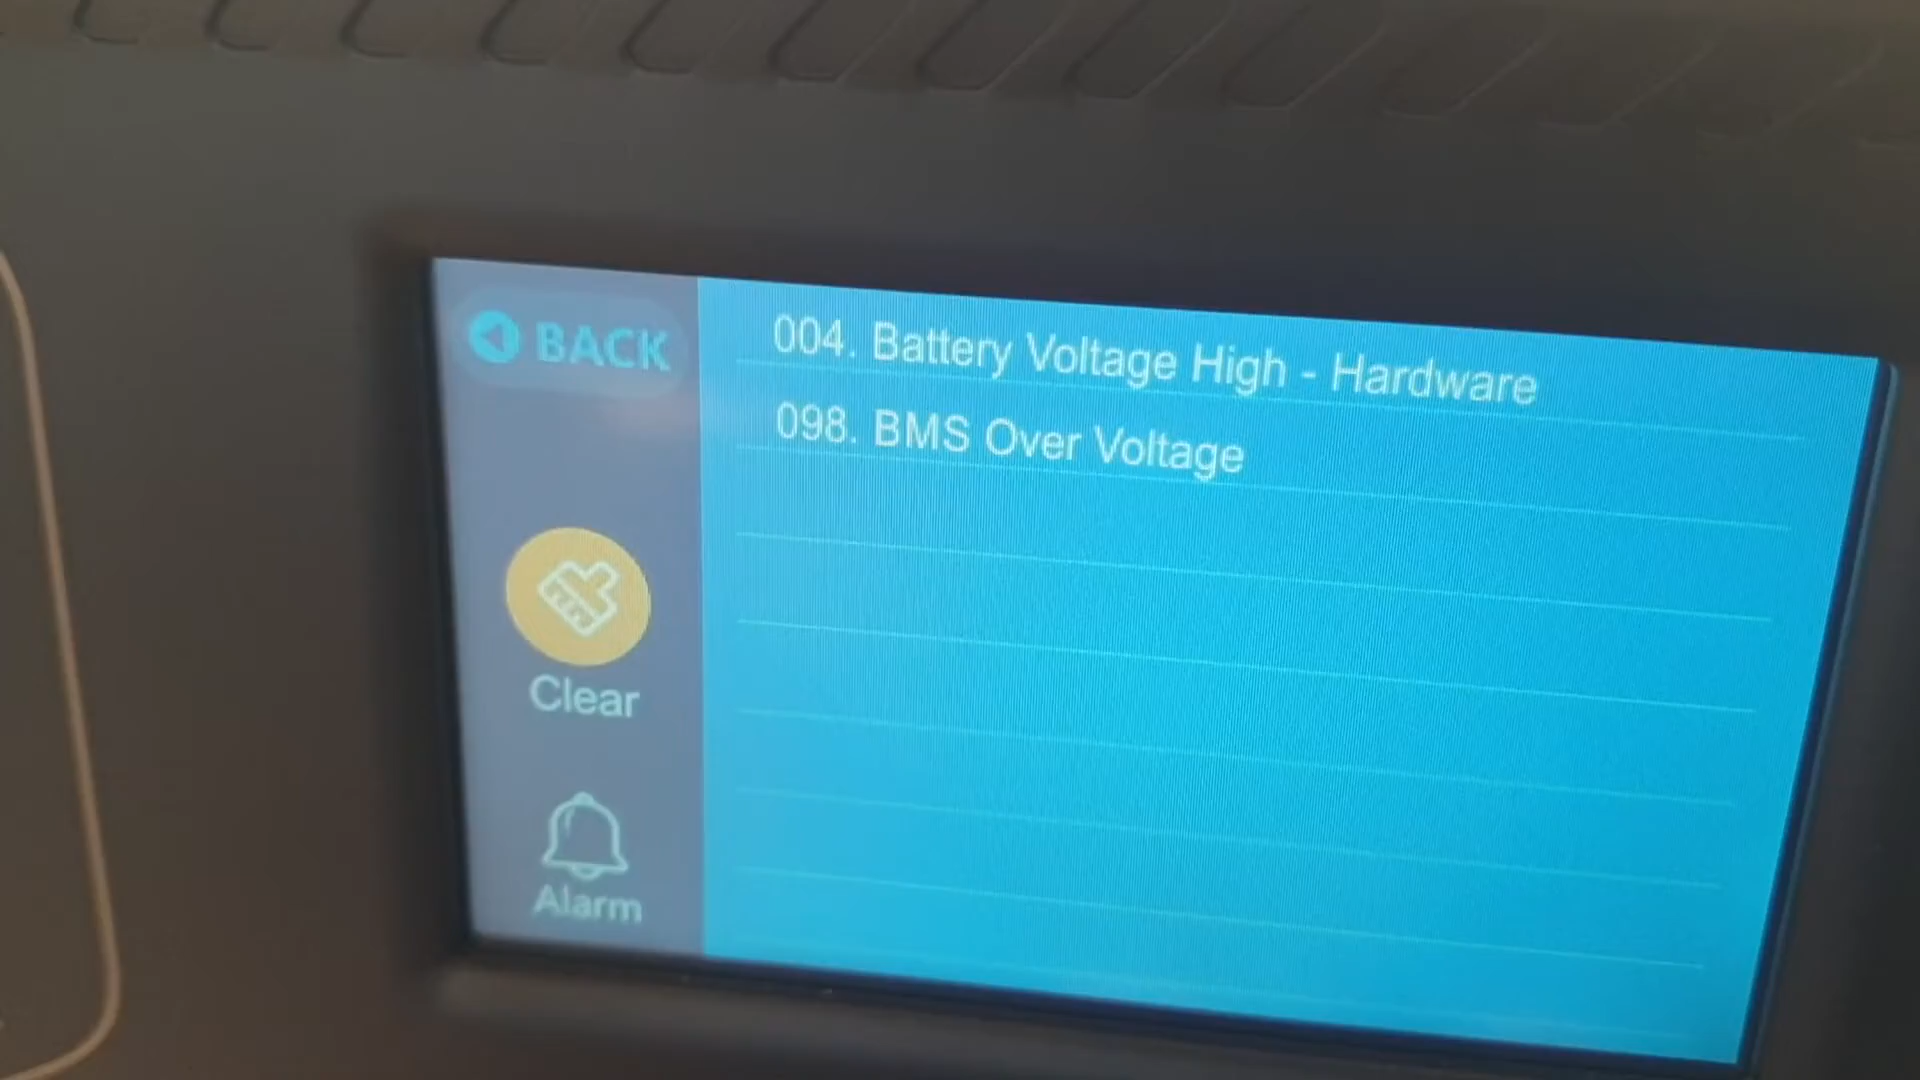 BACK
004. Battery Voltage High - Hardware
098. BMS Over Voltage
Clear
Alarm